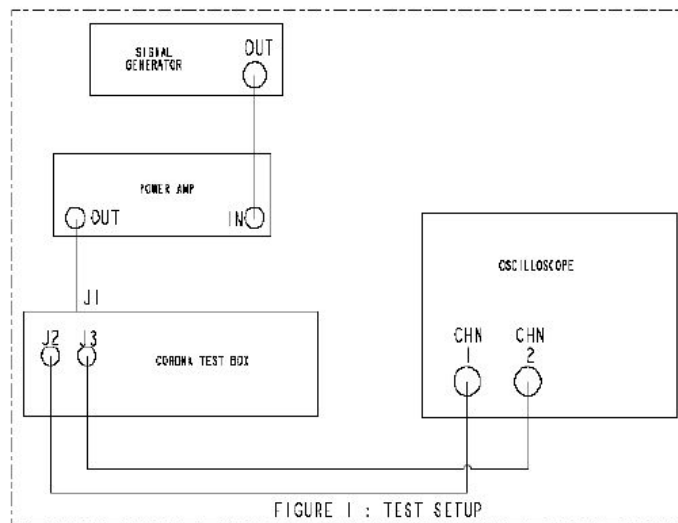 SIGNAL
GENERATOR
OUT
POWER AMP
OUT
IN
J1
J2
J3
CORONA TEST BOX
OSCILLOSCOPE
CHN
1
CHN
2
FIGURE 1 : TEST SETUP